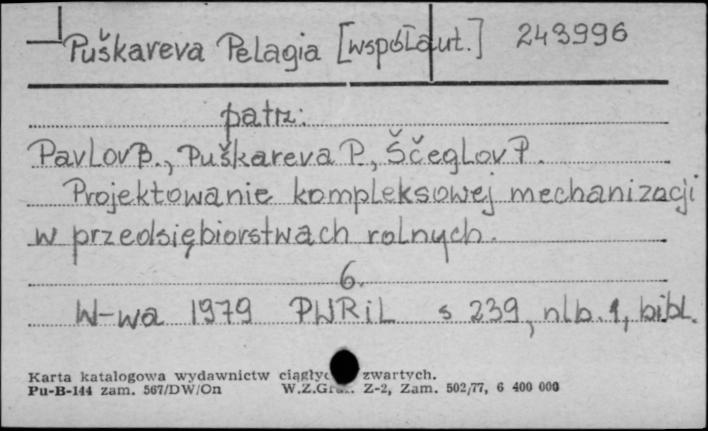 Puškareva Pelagia [współaut.] 243996
patrz:
Pavlov B., Puškareva P., Ščeglov P.
Projektowanie kompleksowej mechanizacji
w przedsiębiorstwach rolnych.
6.
W-wa 1979 PWRiL s 239, nlb. 1, bibl.
Karta katalogowa wydawnictw zwartych.
Pu-B-144 zam. 567/DW/On Z-2, Zam. 502/77, 6 400 000